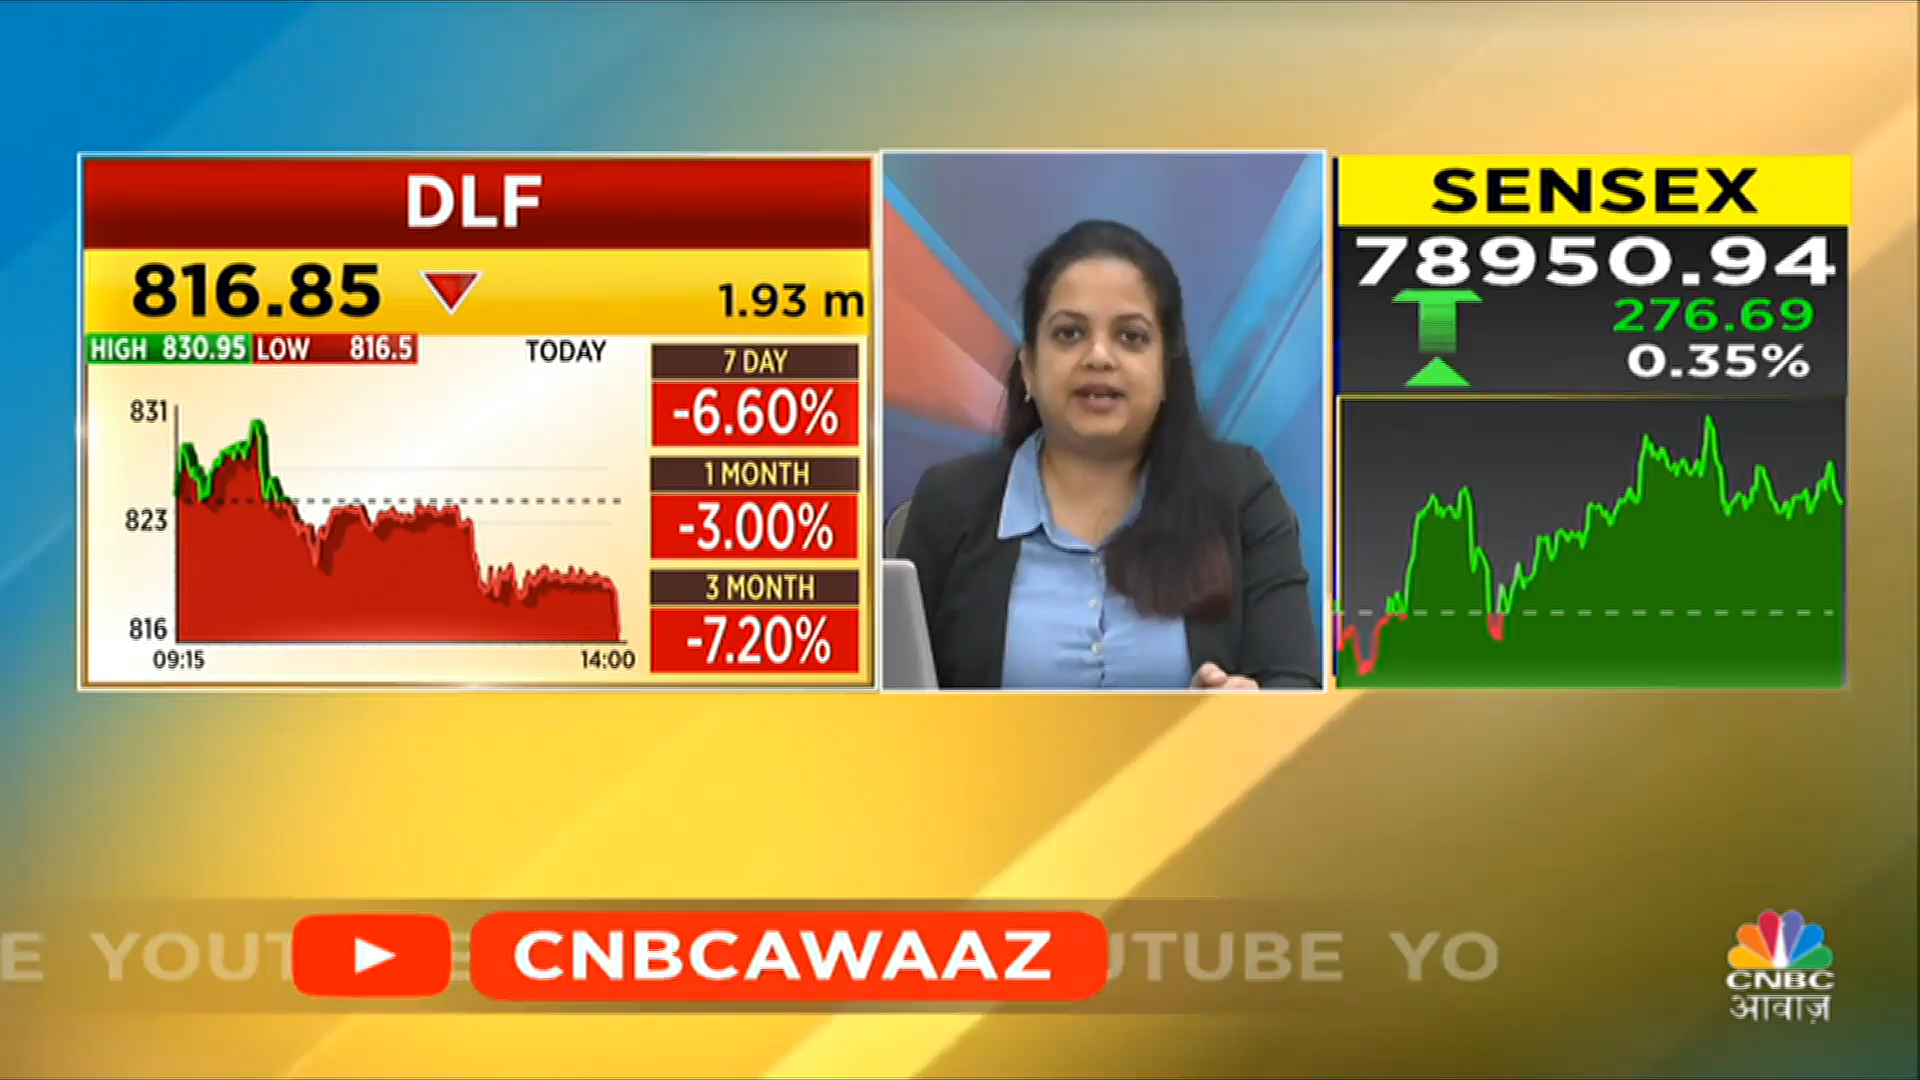 DLF
816.85
1.93 m
HIGH 830.95 LOW 816.5
TODAY
831
823
816
09:15
14:00
7 DAY
-6.60%
1 MONTH
-3.00%
3 MONTH
-7.20%
SENSEX
78950.94
276.69
0.35%
CNBCAWAAZ
E YOUT E UTUBE YO
CNBC
आवाज़